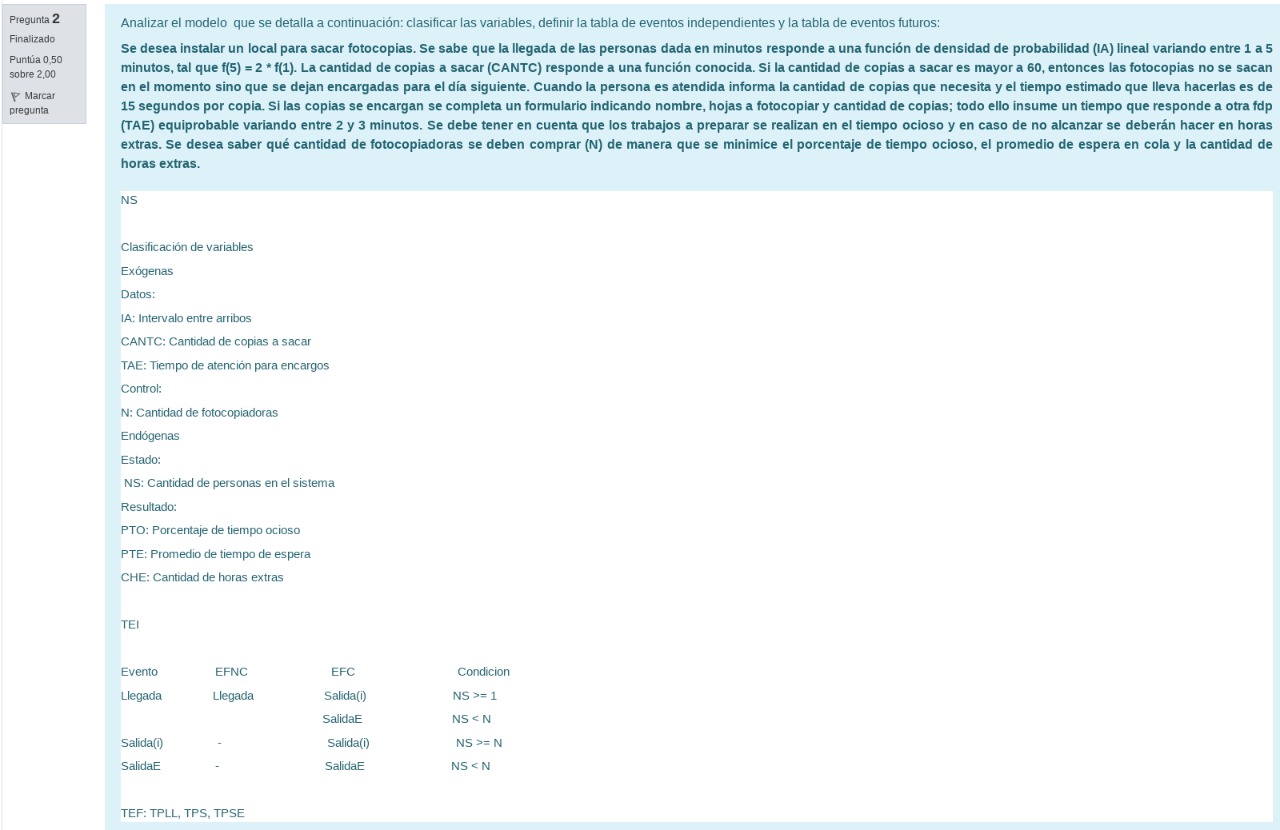 Pregunta 2
Finalizado
Puntúa 0,50
sobre 2,00
Marcar
pregunta
Analizar el modelo que se detalla a continuación: clasificar las variables, definir la tabla de eventos independientes y la tabla de eventos futuros:
Se desea instalar un local para sacar fotocopias. Se sabe que la llegada de las personas dada en minutos responde a una función de densidad de probabilidad (IA) lineal variando entre 1 a 5
minutos, tal que f(5) = 2 * f(1). La cantidad de copias a sacar (CANTC) responde a una función conocida. Si la cantidad de copias a sacar es mayor a 60, entonces las fotocopias no se sacan
en el momento sino que se dejan encargadas para el día siguiente. Cuando la persona es atendida informa la cantidad de copias que necesita y el tiempo estimado que lleva hacerlas es de
15 segundos por copia. Si las copias se encargan se completa un formulario indicando nombre, hojas a fotocopiar y cantidad de copias; todo ello insume un tiempo que responde a otra fdp
(TAE) equiprobable variando entre 2 y 3 minutos. Se debe tener en cuenta que los trabajos a preparar se realizan en el tiempo ocioso y en caso de no alcanzar se deberán hacer en horas
extras. Se desea saber qué cantidad de fotocopiadoras se deben comprar (N) de manera que se minimice el porcentaje de tiempo ocioso, el promedio de espera en cola y la cantidad de
horas extras.
NS
Clasificación de variables
Exógenas
Datos:
IA: Intervalo entre arribos
CANTC: Cantidad de copias a sacar
TAE: Tiempo de atención para encargos
Control:
N: Cantidad de fotocopiadoras
Endógenas
Estado:
NS: Cantidad de personas en el sistema
Resultado:
PTO: Porcentaje de tiempo ocioso
PTE: Promedio de tiempo de espera
CHE: Cantidad de horas extras
TEI
Evento EFNC EFC Condicion
Llegada Llegada Salida(i) NS >= 1
SalidaE NS < N
Salida(i) - Salida(i) NS >= N
SalidaE - SalidaE NS < N
TEF: TPLL, TPS, TPSE